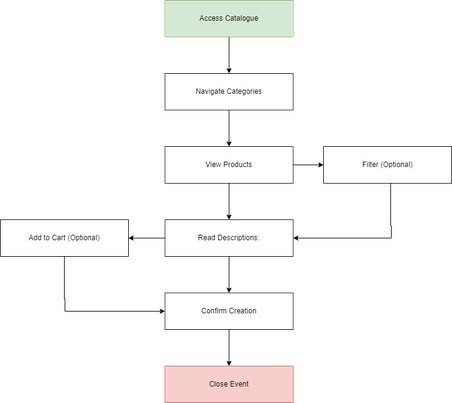 Access Catalogue
Navigate Categories
View Products
Filter (Optional)
Add to Cart (Optional)
Read Descriptions:
Confirm Creation
Close Event